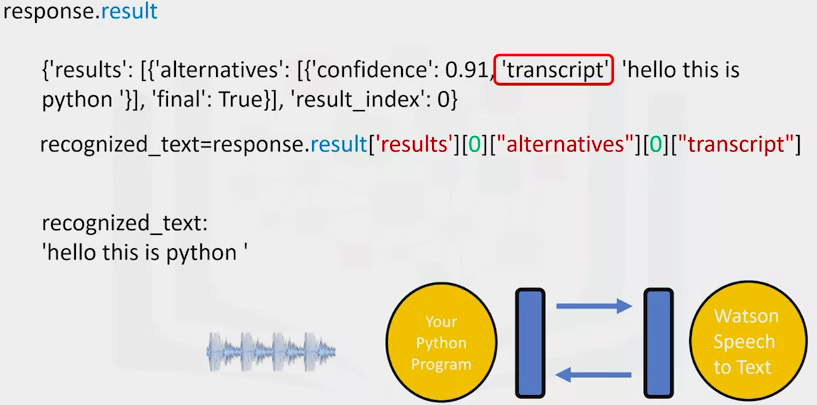 response.result
{'results': [{'alternatives': [{'confidence': 0.91, 'transcript' 'hello this is
python '}], 'final': True}], 'result_index': 0}
recognized_text=response.result['results'][0]["alternatives"][0]["transcript"]
recognized_text:
'hello this is python '
Your
Python
Program
Watson
Speech
to Text